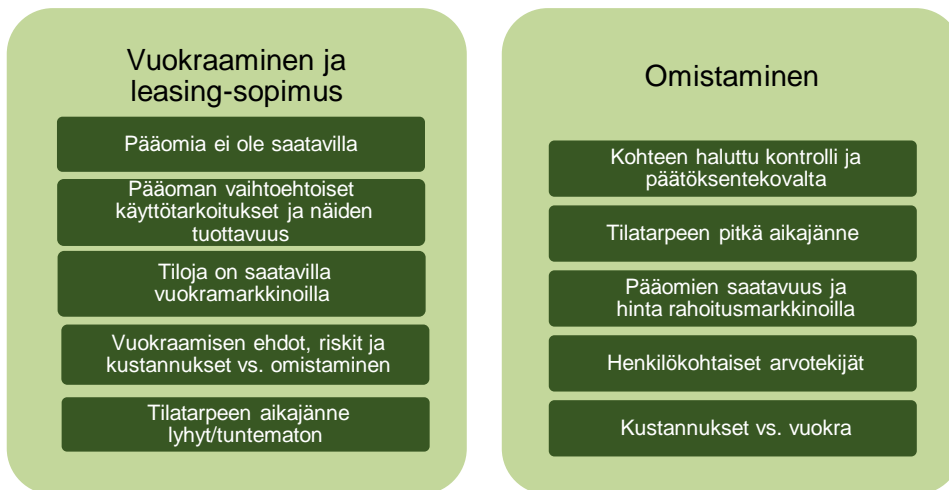 Vuokraaminen ja
leasing-sopimus
Pääomia ei ole saatavilla
Pääoman vaihtoehtoiset
käyttötarkoitukset ja näiden
tuottavuus
Tiloja on saatavilla
vuokramarkkinoilla
Vuokraamisen ehdot, riskit ja
kustannukset vs. omistaminen
Tilatarpeen aikajänne
lyhyt/tuntematon
Omistaminen
Kohteen haluttu kontrolli ja
päätöksentekovalta
Tilatarpeen pitkä aikajänne
Pääomien saatavuus ja
hinta rahoitusmarkkinoilla
Henkilökohtaiset arvotekijät
Kustannukset vs. vuokra